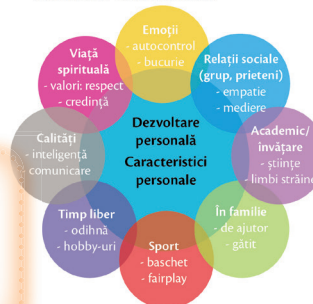 Emoții
- autocontrol
- bucurie
Relații sociale
(grup, prieteni)
- empatie
- mediere
Academic/
învățare
- științe
- limbi străine
În familie
- de ajutor
- gătit
Sport
- baschet
- fairplay
Timp liber
- odihnă
- hobby-uri
Calități
- inteligență
comunicare
Viață
spirituală
- valori: respect
- credință
Dezvoltare
personală
Caracteristici
personale